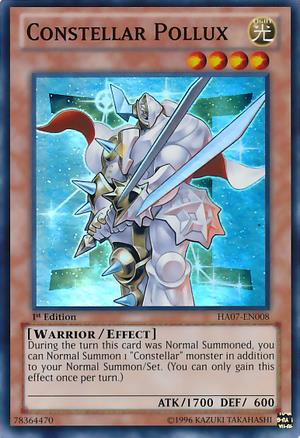 CONSTELLAR POLLUX
LIGHT
光
1st Edition
HA07-EN008
[WARRIOR / EFFECT]
During the turn this card was Normal Summoned, you
can Normal Summon 1 "Constellar" monster in addition
to your Normal Summon/Set. (You can only gain this
effect once per turn.)
ATK/1700 DEF/ 600
78364470
©1996 KAZUKI TAKAHASHI